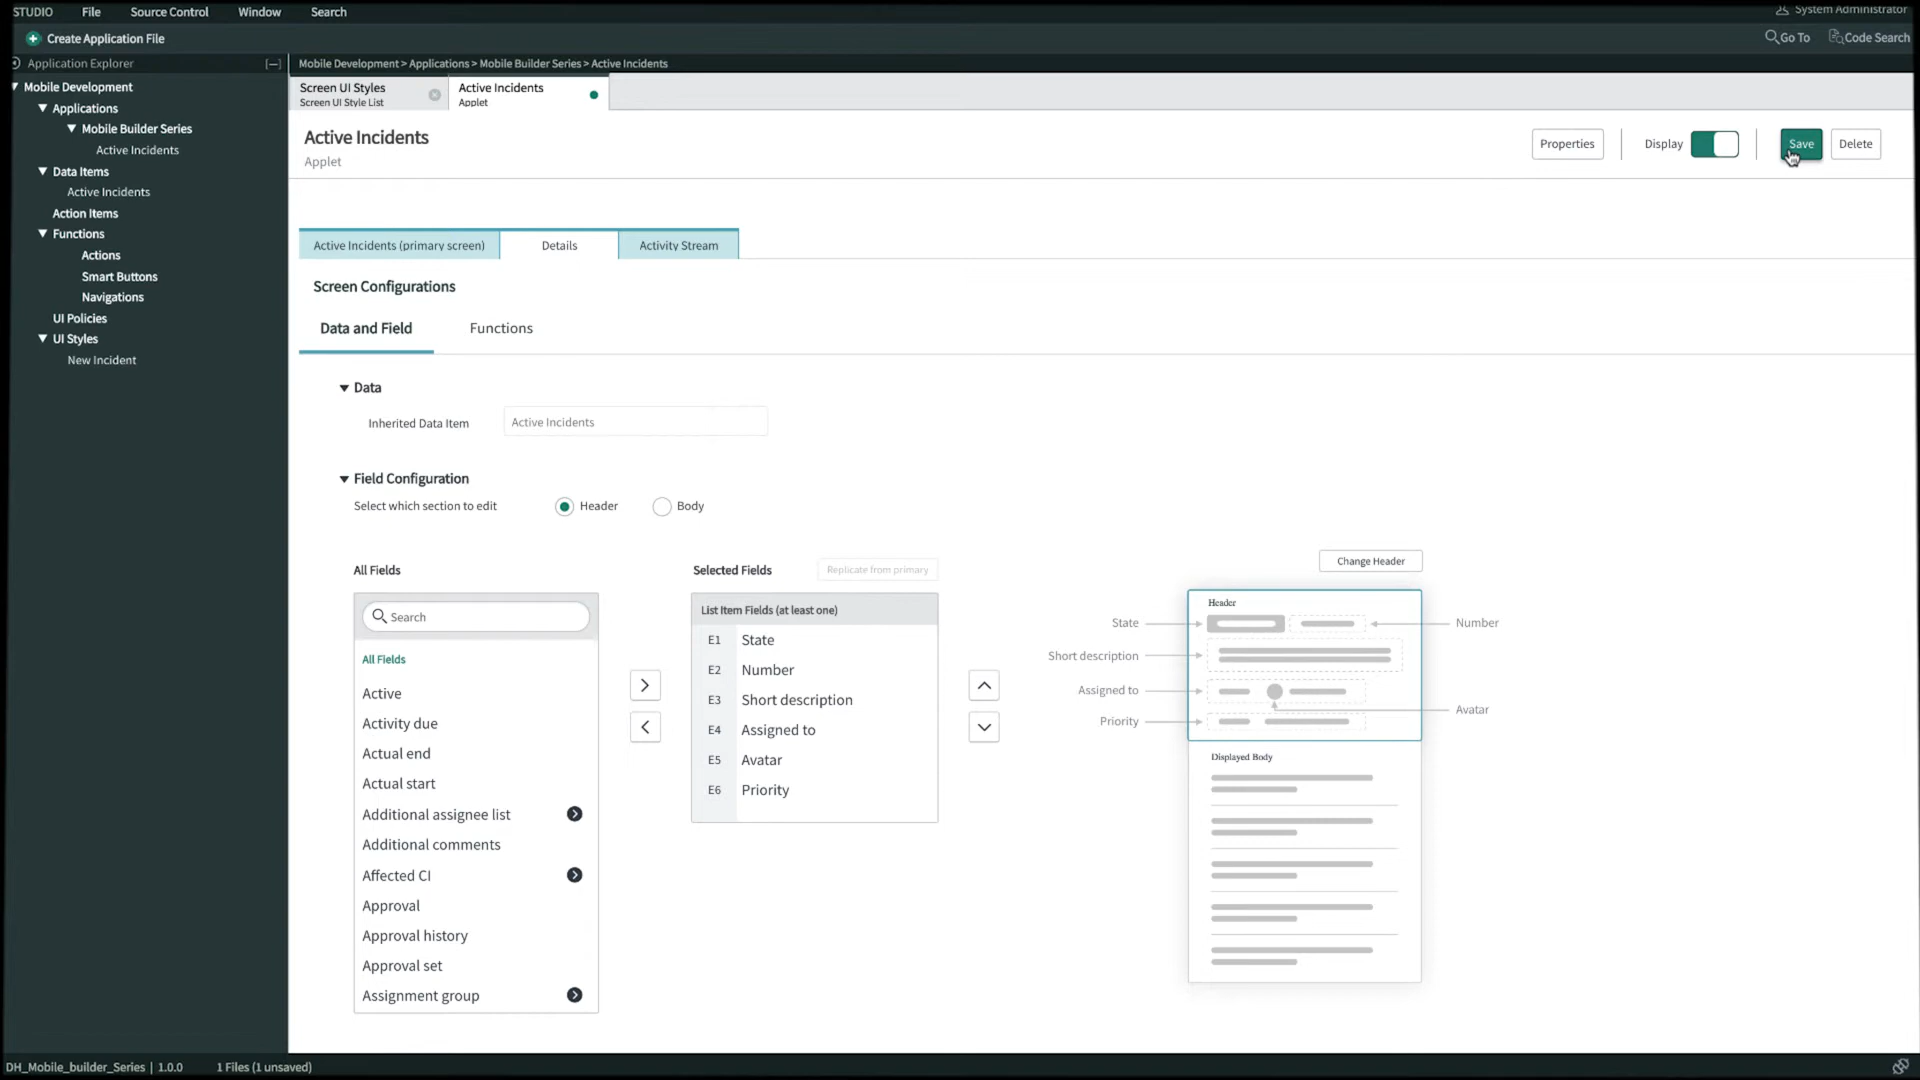 STUDIO File Source Control Window Search System Administrator
Create Application File Go To Code Search
Application Explorer [—] Mobile Development > Applications > Mobile Builder Series > Active Incidents
Mobile Development
Applications
Mobile Builder Series
Active Incidents
Data Items
Active Incidents
Action Items
Functions
Actions
Smart Buttons
Navigations
UI Policies
UI Styles
New Incident
Screen UI Styles
Screen UI Style List
Active Incidents
Applet
Active Incidents
Applet
Properties Display Save Delete
Active Incidents (primary screen) Details Activity Stream
Screen Configurations
Data and Field Functions
Data
Inherited Data Item Active Incidents
Field Configuration
Select which section to edit Header Body
All Fields
Search
All Fields
Active
Activity due
Actual end
Actual start
Additional assignee list
Additional comments
Affected CI
Approval
Approval history
Approval set
Assignment group
Selected Fields Replicate from primary
List Item Fields (at least one)
E1 State
E2 Number
E3 Short description
E4 Assigned to
E5 Avatar
E6 Priority
Change Header
Header
State Number
Short description
Assigned to
Avatar
Priority
Displayed Body
DH_Mobile_builder_Series | 1.0.0 1 Files (1 unsaved)